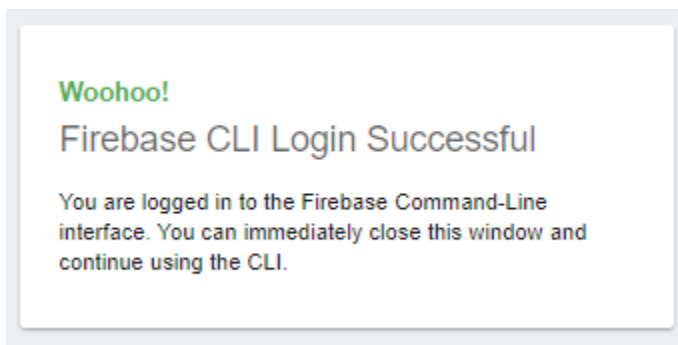 Woohoo!
Firebase CLI Login Successful
You are logged in to the Firebase Command-Line
interface. You can immediately close this window and
continue using the CLI.